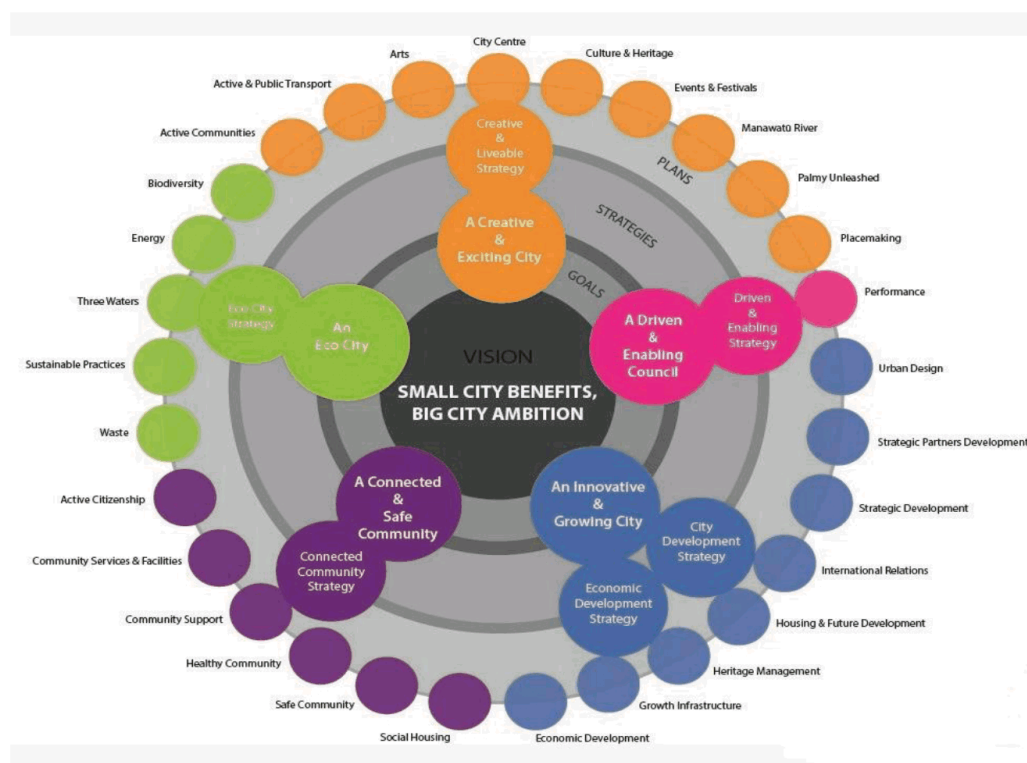 City Centre
Arts
Culture & Heritage
Active & Public Transport
Events & Festivals
Active Communities
Manawatū River
Biodiversity
Palmy Unleashed
Energy
Placemaking
Three Waters
Performance
Sustainable Practices
Urban Design
Waste
Strategic Partners Development
Active Citizenship
Strategic Development
Community Services & Facilities
International Relations
Community Support
Housing & Future Development
Healthy Community
Heritage Management
Safe Community
Growth Infrastructure
Social Housing
Economic Development
PLANS
STRATEGIES
GOALS
Creative
&
Liveable
Strategy
A Creative
&
Exciting City
Driven
&
Enabling
Strategy
A Driven
&
Enabling
Council
Eco City
Strategy
An
Eco City
VISION
SMALL CITY BENEFITS,
BIG CITY AMBITION
A Connected
&
Safe
Community
Connected
Community
Strategy
An Innovative
&
Growing City
City
Development
Strategy
Economic
Development
Strategy